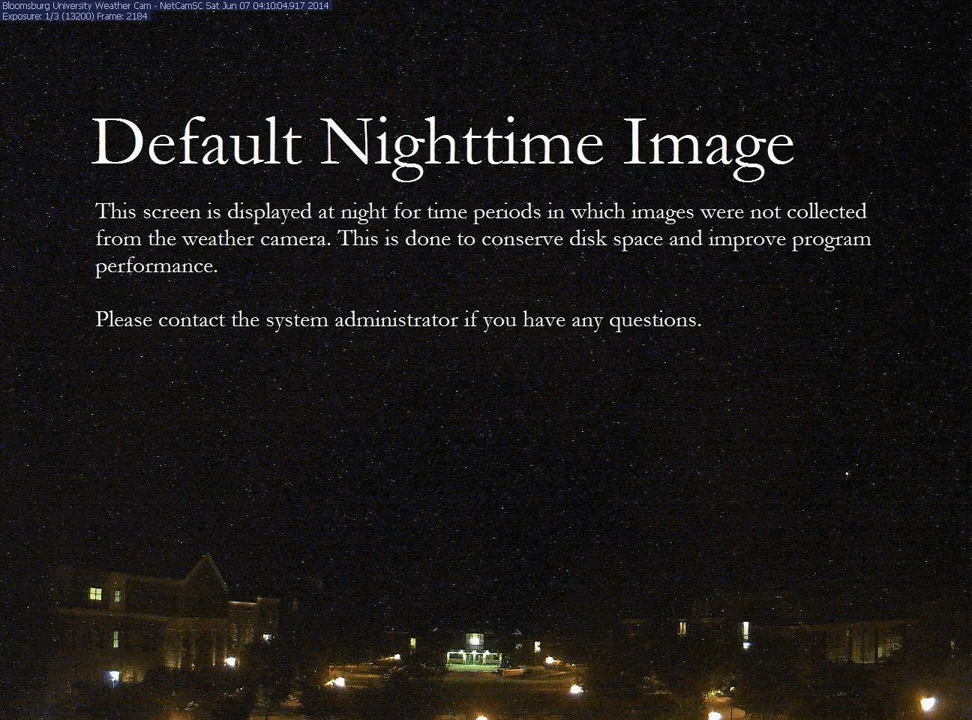 Bloomsburg University Weather Cam - NetCamSC Sat Jun 07 04:10:04.917 2014
Exposure: 1/3 (13200) Frame: 2184
Default Nighttime Image
This screen is displayed at night for time periods in which images were not collected
from the weather camera. This is done to conserve disk space and improve program
performance.
Please contact the system administrator if you have any questions.